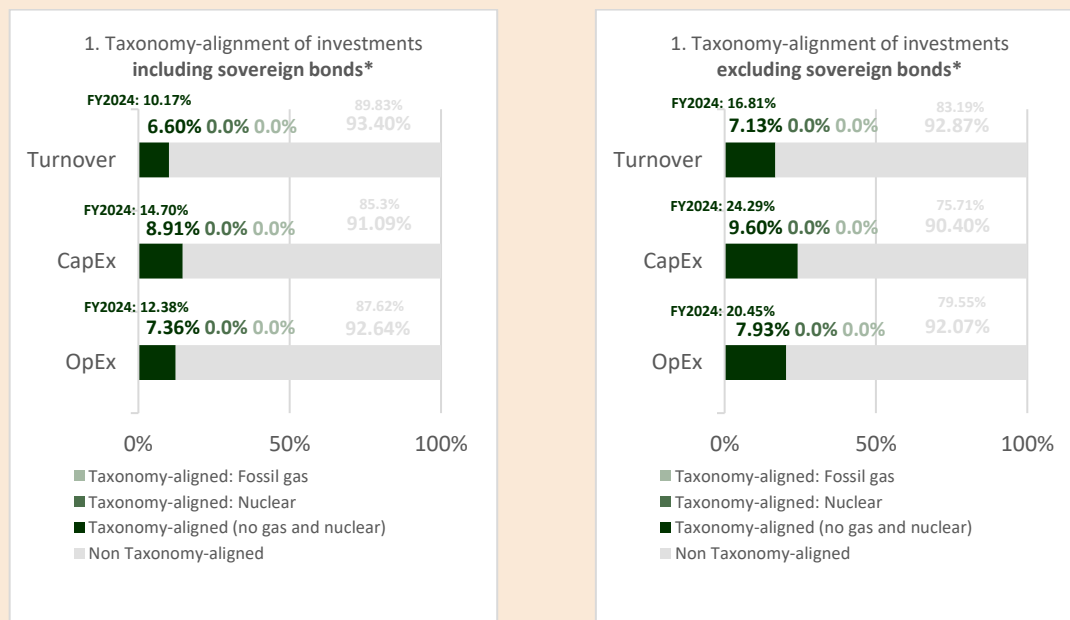 1. Taxonomy-alignment of investments
including sovereign bonds*
FY2024: 10.17%
89.83%
6.60% 0.0% 0.0%
93.40%
Turnover
FY2024: 14.70%
85.3%
8.91% 0.0% 0.0%
91.09%
CapEx
FY2024: 12.38%
87.62%
7.36% 0.0% 0.0%
92.64%
OpEx
0% 50% 100%
Taxonomy-aligned: Fossil gas
Taxonomy-aligned: Nuclear
Taxonomy-aligned (no gas and nuclear)
Non Taxonomy-aligned
1. Taxonomy-alignment of investments
excluding sovereign bonds*
FY2024: 16.81%
83.19%
7.13% 0.0% 0.0%
92.87%
Turnover
FY2024: 24.29%
75.71%
9.60% 0.0% 0.0%
90.40%
CapEx
FY2024: 20.45%
79.55%
7.93% 0.0% 0.0%
92.07%
OpEx
0% 50% 100%
Taxonomy-aligned: Fossil gas
Taxonomy-aligned: Nuclear
Taxonomy-aligned (no gas and nuclear)
Non Taxonomy-aligned